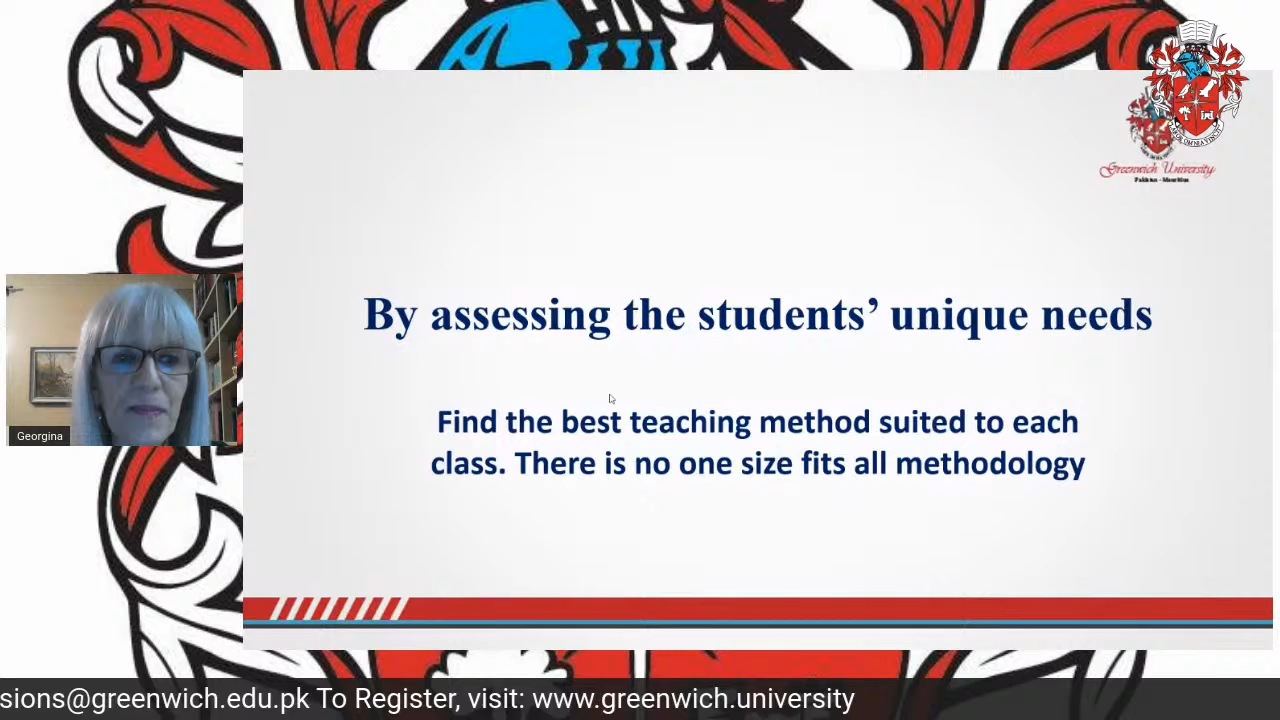 Greenwich University
Pakistan - Mauritius
By assessing the students’ unique needs
Find the best teaching method suited to each
class. There is no one size fits all methodology
Georgina
sions@greenwich.edu.pk To Register, visit: www.greenwich.university